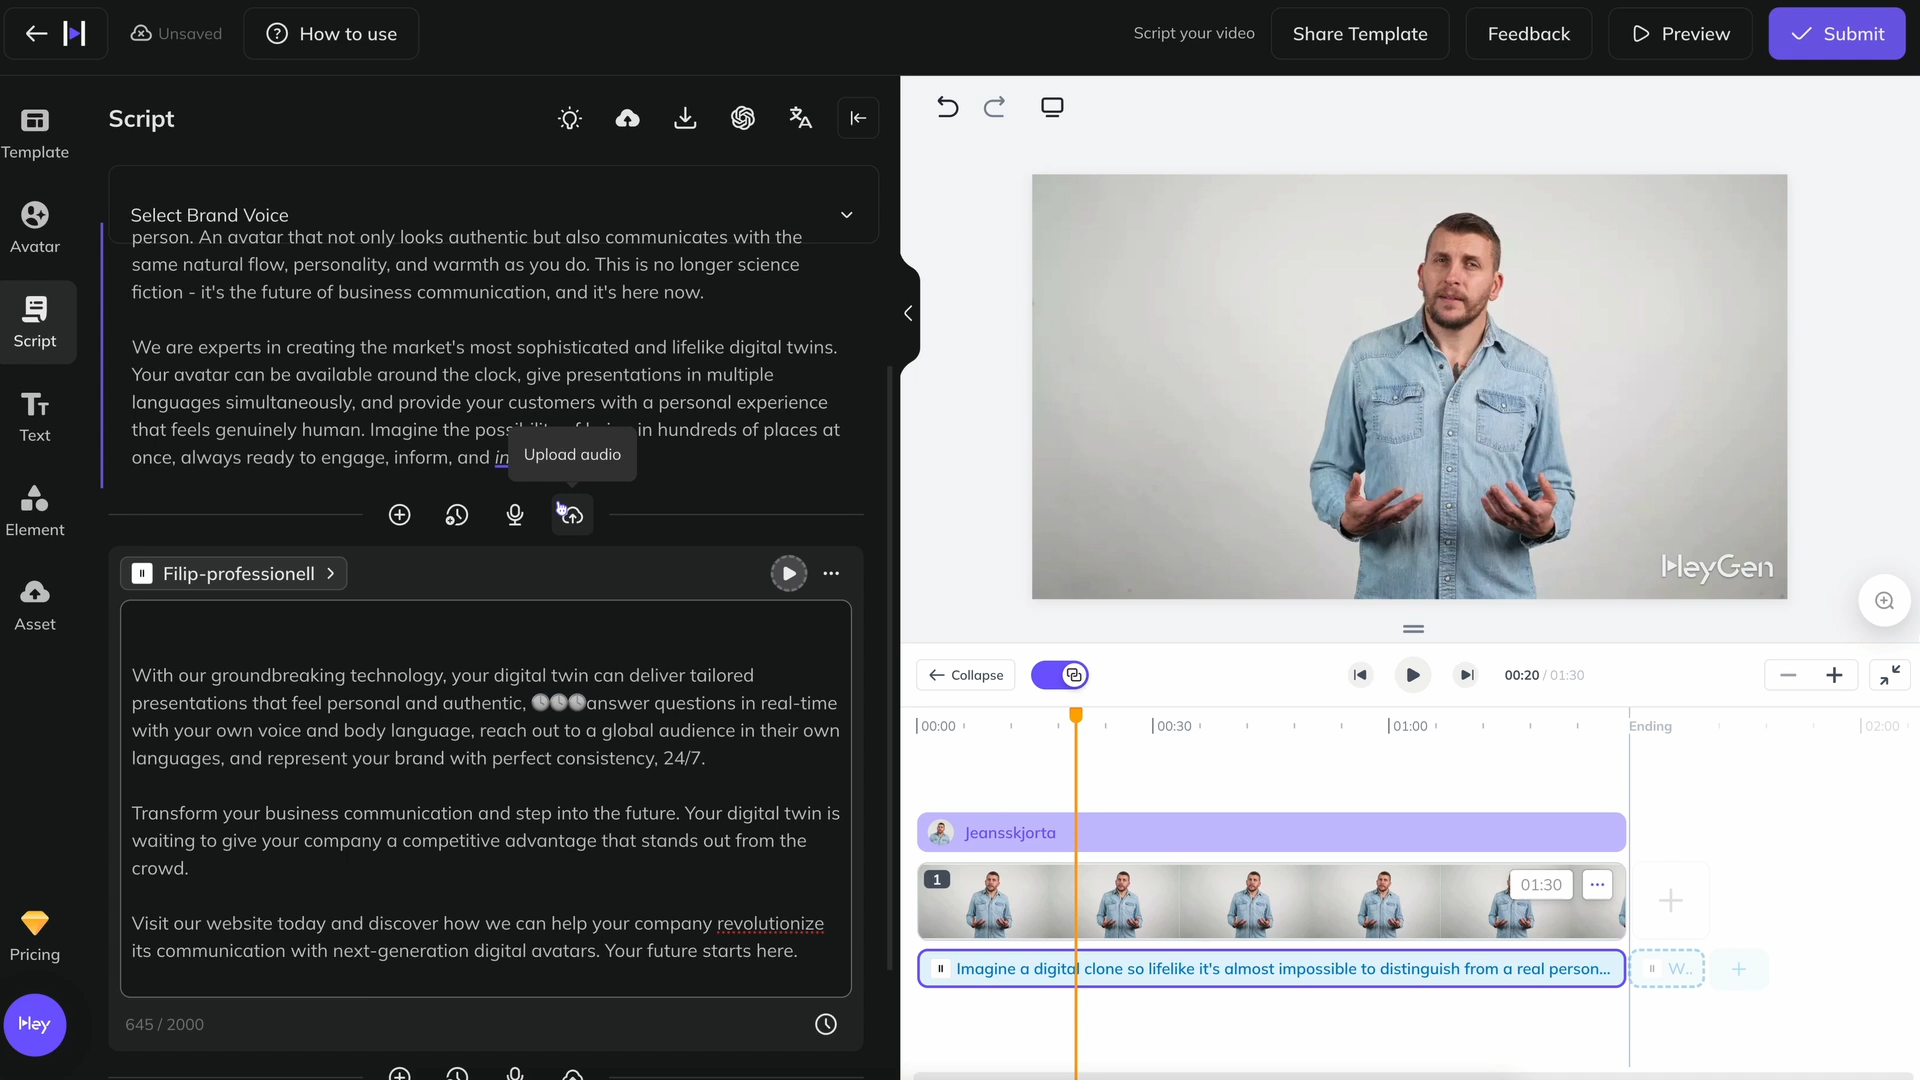 Unsaved
How to use
Script your video
Share Template
Feedback
Preview
Submit
Template
Avatar
Script
Text
Element
Asset
Pricing
Hey
Script
Select Brand Voice
person. An avatar that not only looks authentic but also communicates with the
same natural flow, personality, and warmth as you do. This is no longer science
fiction - it's the future of business communication, and it's here now.
We are experts in creating the market's most sophisticated and lifelike digital twins.
Your avatar can be available around the clock, give presentations in multiple
languages simultaneously, and provide your customers with a personal experience
that feels genuinely human. Imagine the in hundreds of places at
once, always ready to engage, inform, and
Upload audio
Filip-professionell
With our groundbreaking technology, your digital twin can deliver tailored
presentations that feel personal and authentic, answer questions in real-time
with your own voice and body language, reach out to a global audience in their own
languages, and represent your brand with perfect consistency, 24/7.
Transform your business communication and step into the future. Your digital twin is
waiting to give your company a competitive advantage that stands out from the
crowd.
Visit our website today and discover how we can help your company revolutionize
its communication with next-generation digital avatars. Your future starts here.
645 / 2000
HeyGen
Collapse
00:20 / 01:30
00:00
00:30
01:00
Ending
02:00
Jeansskjorta
1
01:30
Imagine a digital clone so lifelike it's almost impossible to distinguish from a real person...
W..